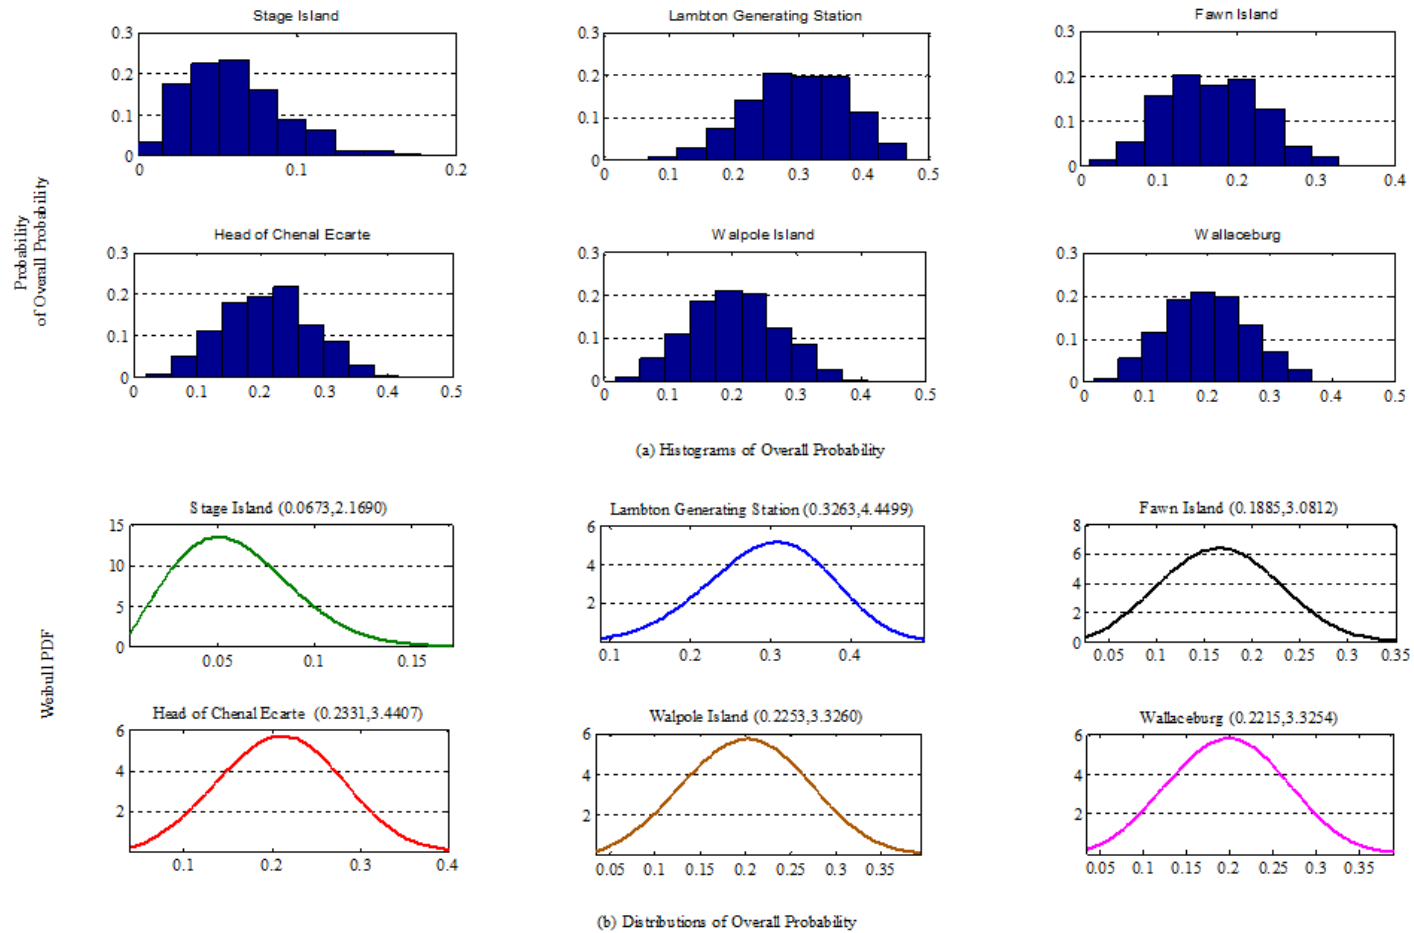 Stage Island
Lambton Generating Station
Fawn Island
0.3
0.2
0.1
0
0 0.1 0.2
0.3
0.2
0.1
0
0 0.1 0.2 0.3 0.4 0.5
0.3
0.2
0.1
0
0 0.1 0.2 0.3 0.4
Probability
of Overall Probability
Head of Chenal Ecarte
Walpole Island
Wallaceburg
0.3
0.2
0.1
0
0 0.1 0.2 0.3 0.4 0.5
0.3
0.2
0.1
0
0 0.1 0.2 0.3 0.4 0.5
0.3
0.2
0.1
0
0 0.1 0.2 0.3 0.4 0.5
(a) Histograms of Overall Probability
Stage Island (0.0673,2.1690)
Lambton Generating Station (0.3263,4.4499)
Fawn Island (0.1885,3.0812)
15
10
5
0
0.05 0.1 0.15
6
4
2
0.1 0.2 0.3 0.4
8
6
4
2
0
0.05 0.1 0.15 0.2 0.25 0.3 0.35
Weibull PDF
Head of Chenal Ecarte (0.2331,3.4407)
Walpole Island (0.2253,3.3260)
Wallaceburg (0.2215,3.3254)
6
4
2
0.1 0.2 0.3 0.4
6
4
2
0.05 0.1 0.15 0.2 0.25 0.3 0.35
6
4
2
0.05 0.1 0.15 0.2 0.25 0.3 0.35
(b) Distributions of Overall Probability